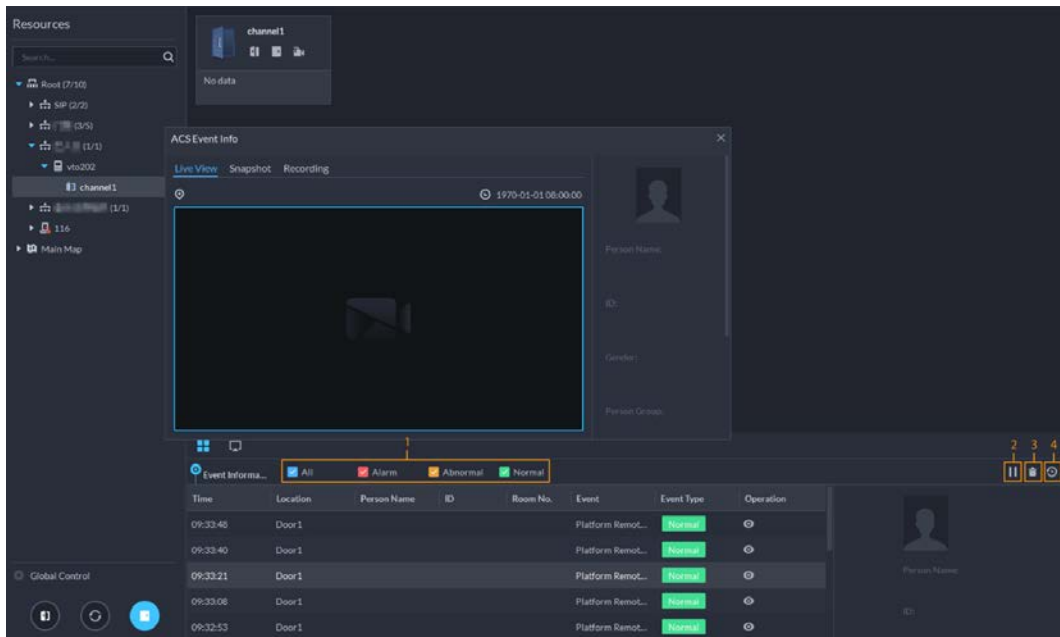 Resources
Search...
Root (7/10)
SIP (2/2)
(3/5)
(1/1)
vto202
channel1
(1/1)
116
Main Map
Global Control
channel1
No data
ACS Event Info
Live View Snapshot Recording
1970-01-01 08:00:00
Person Name:
ID:
Gender:
Person Group:
1 2 3 4
Event Informa... All Alarm Abnormal Normal
Time Location Person Name ID Room No. Event Event Type Operation
09:33:48 Door1 Platform Remot... Normal
09:33:40 Door1 Platform Remot... Normal
09:33:21 Door1 Platform Remot... Normal
09:33:08 Door1 Platform Remot... Normal
09:32:53 Door1 Platform Remot... Normal
Person Name:
ID: